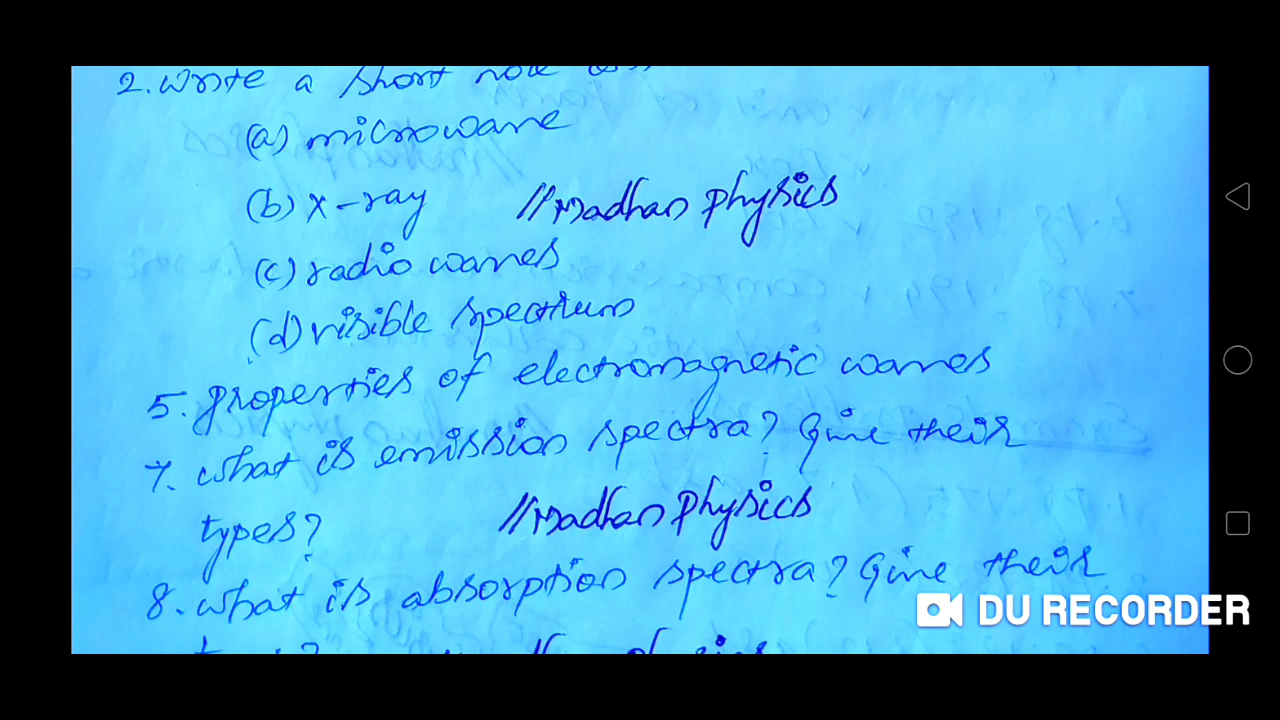 2. Write a short note
(a) microwave
(b) x-ray
//Madhan physics
(c) radio waves
(d) visible spectrum
5. properties of electromagnetic waves
7. what is emission spectra? Give their
types?
//Madhan physics
8. what is absorption spectra? Give their
DU RECORDER